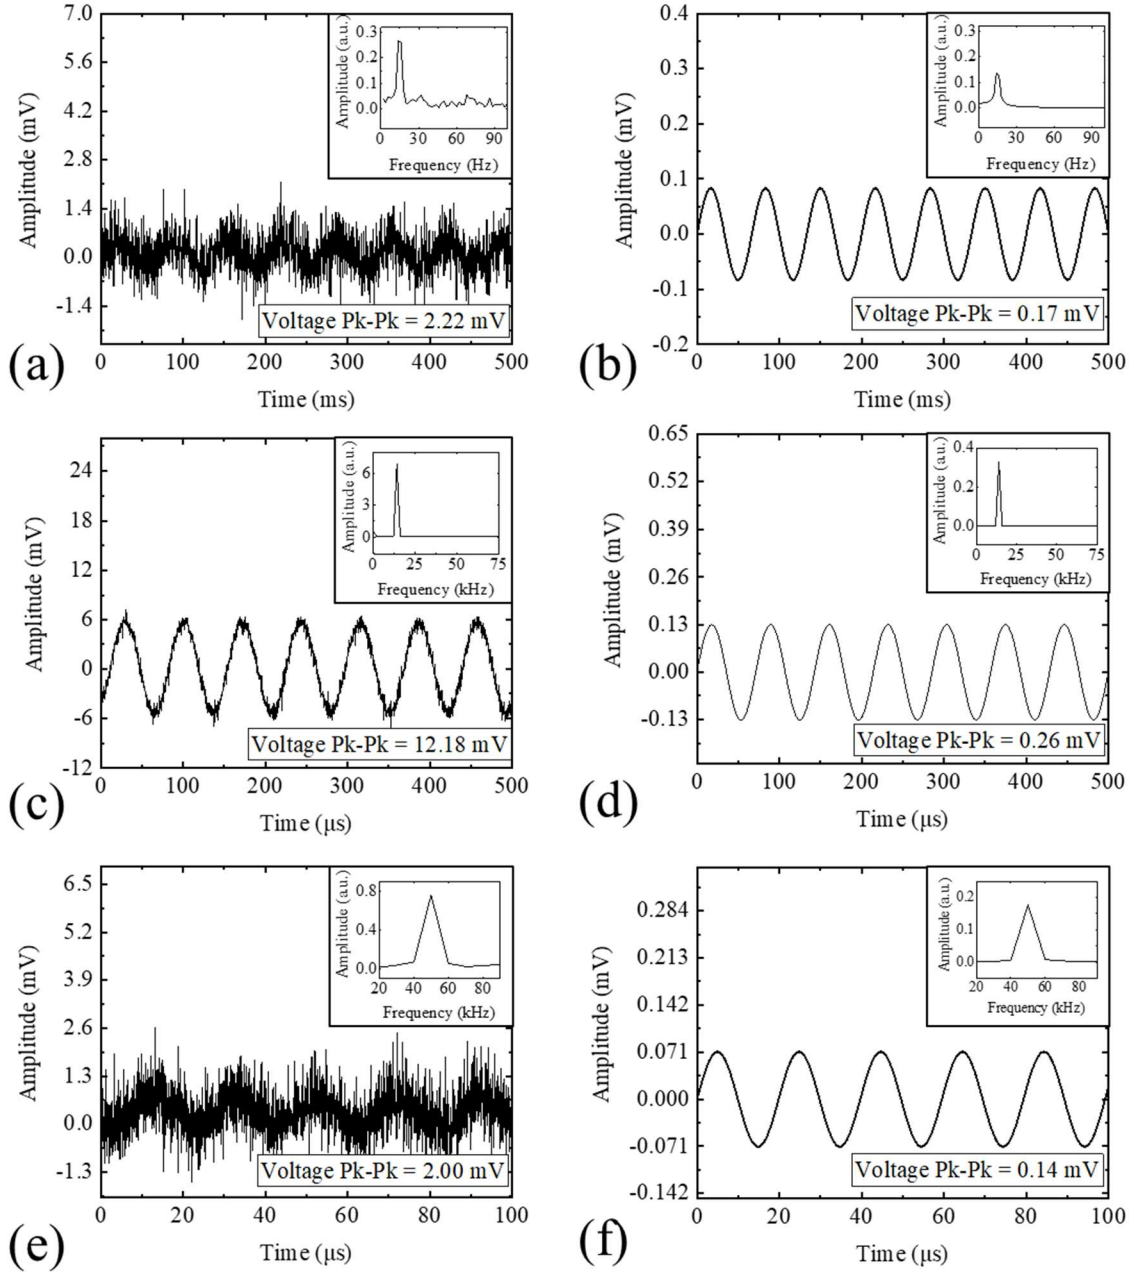 7.0
5.6
4.2
2.8
1.4
0.0
-1.4
Amplitude (mV)
0 100 200 300 400 500
Time (ms)
Voltage Pk-Pk = 2.22 mV
0.3
0.2
0.1
0.0
Amplitude (a.u.)
0 30 60 90
Frequency (Hz)
(a)
0.4
0.3
0.2
0.1
0.0
-0.1
-0.2
Amplitude (mV)
0 100 200 300 400 500
Time (ms)
Voltage Pk-Pk = 0.17 mV
0.3
0.2
0.1
0.0
Amplitude (a.u.)
0 30 60 90
Frequency (Hz)
(b)
24
18
12
6
0
-6
-12
Amplitude (mV)
0 100 200 300 400 500
Time (μs)
Voltage Pk-Pk = 12.18 mV
6
3
0
Amplitude (a.u.)
0 25 50 75
Frequency (kHz)
(c)
0.65
0.52
0.39
0.26
0.13
0.00
-0.13
Amplitude (mV)
0 100 200 300 400 500
Time (μs)
Voltage Pk-Pk = 0.26 mV
0.4
0.2
0.0
Amplitude (a.u.)
0 25 50 75
Frequency (kHz)
(d)
6.5
5.2
3.9
2.6
1.3
0.0
-1.3
Amplitude (mV)
0 20 40 60 80 100
Time (μs)
Voltage Pk-Pk = 2.00 mV
0.8
0.4
0.0
Amplitude (a.u.)
20 40 60 80
Frequency (kHz)
(e)
0.284
0.213
0.142
0.071
0.000
-0.071
-0.142
Amplitude (mV)
0 20 40 60 80 100
Time (μs)
Voltage Pk-Pk = 0.14 mV
0.2
0.1
0.0
Amplitude (a.u.)
20 40 60 80
Frequency (kHz)
(f)